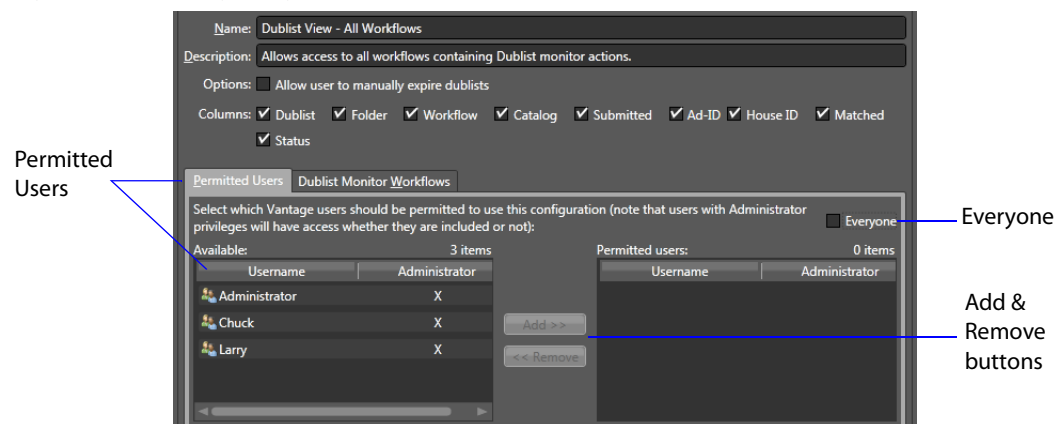 Name: Dublist View - All Workflows
Description: Allows access to all workflows containing Dublist monitor actions.
Options: Allow user to manually expire dublists
Columns: Dublist Folder Workflow Catalog Submitted Ad-ID House ID Matched
Status
Permitted
Users
Permitted Users Dublist Monitor Workflows
Select which Vantage users should be permitted to use this configuration (note that users with Administrator
privileges will have access whether they are included or not):
Everyone
Everyone
Available: 3 items Permitted users: 0 items
Username Administrator Username Administrator
Administrator X
Chuck X
Larry X
Add >>
<< Remove
Add &
Remove
buttons